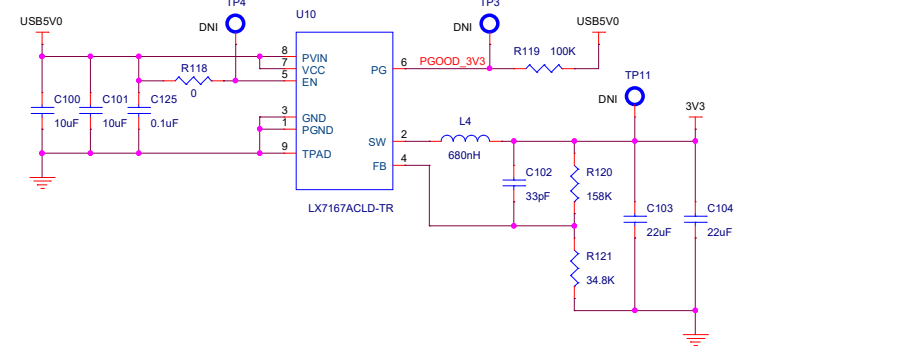 TP4
DNI
U10
TP3
DNI
USB5V0
USB5V0
8 PVIN
7 VCC
5 EN
R118
0
PG 6
PGOOD_3V3
R119 100K
TP11
DNI
3V3
C100
10uF
C101
10uF
C125
0.1uF
3 GND
1 PGND
9 TPAD
SW 2
FB 4
L4
680nH
C102
33pF
R120
158K
C103
22uF
C104
22uF
LX7167ACLD-TR
R121
34.8K